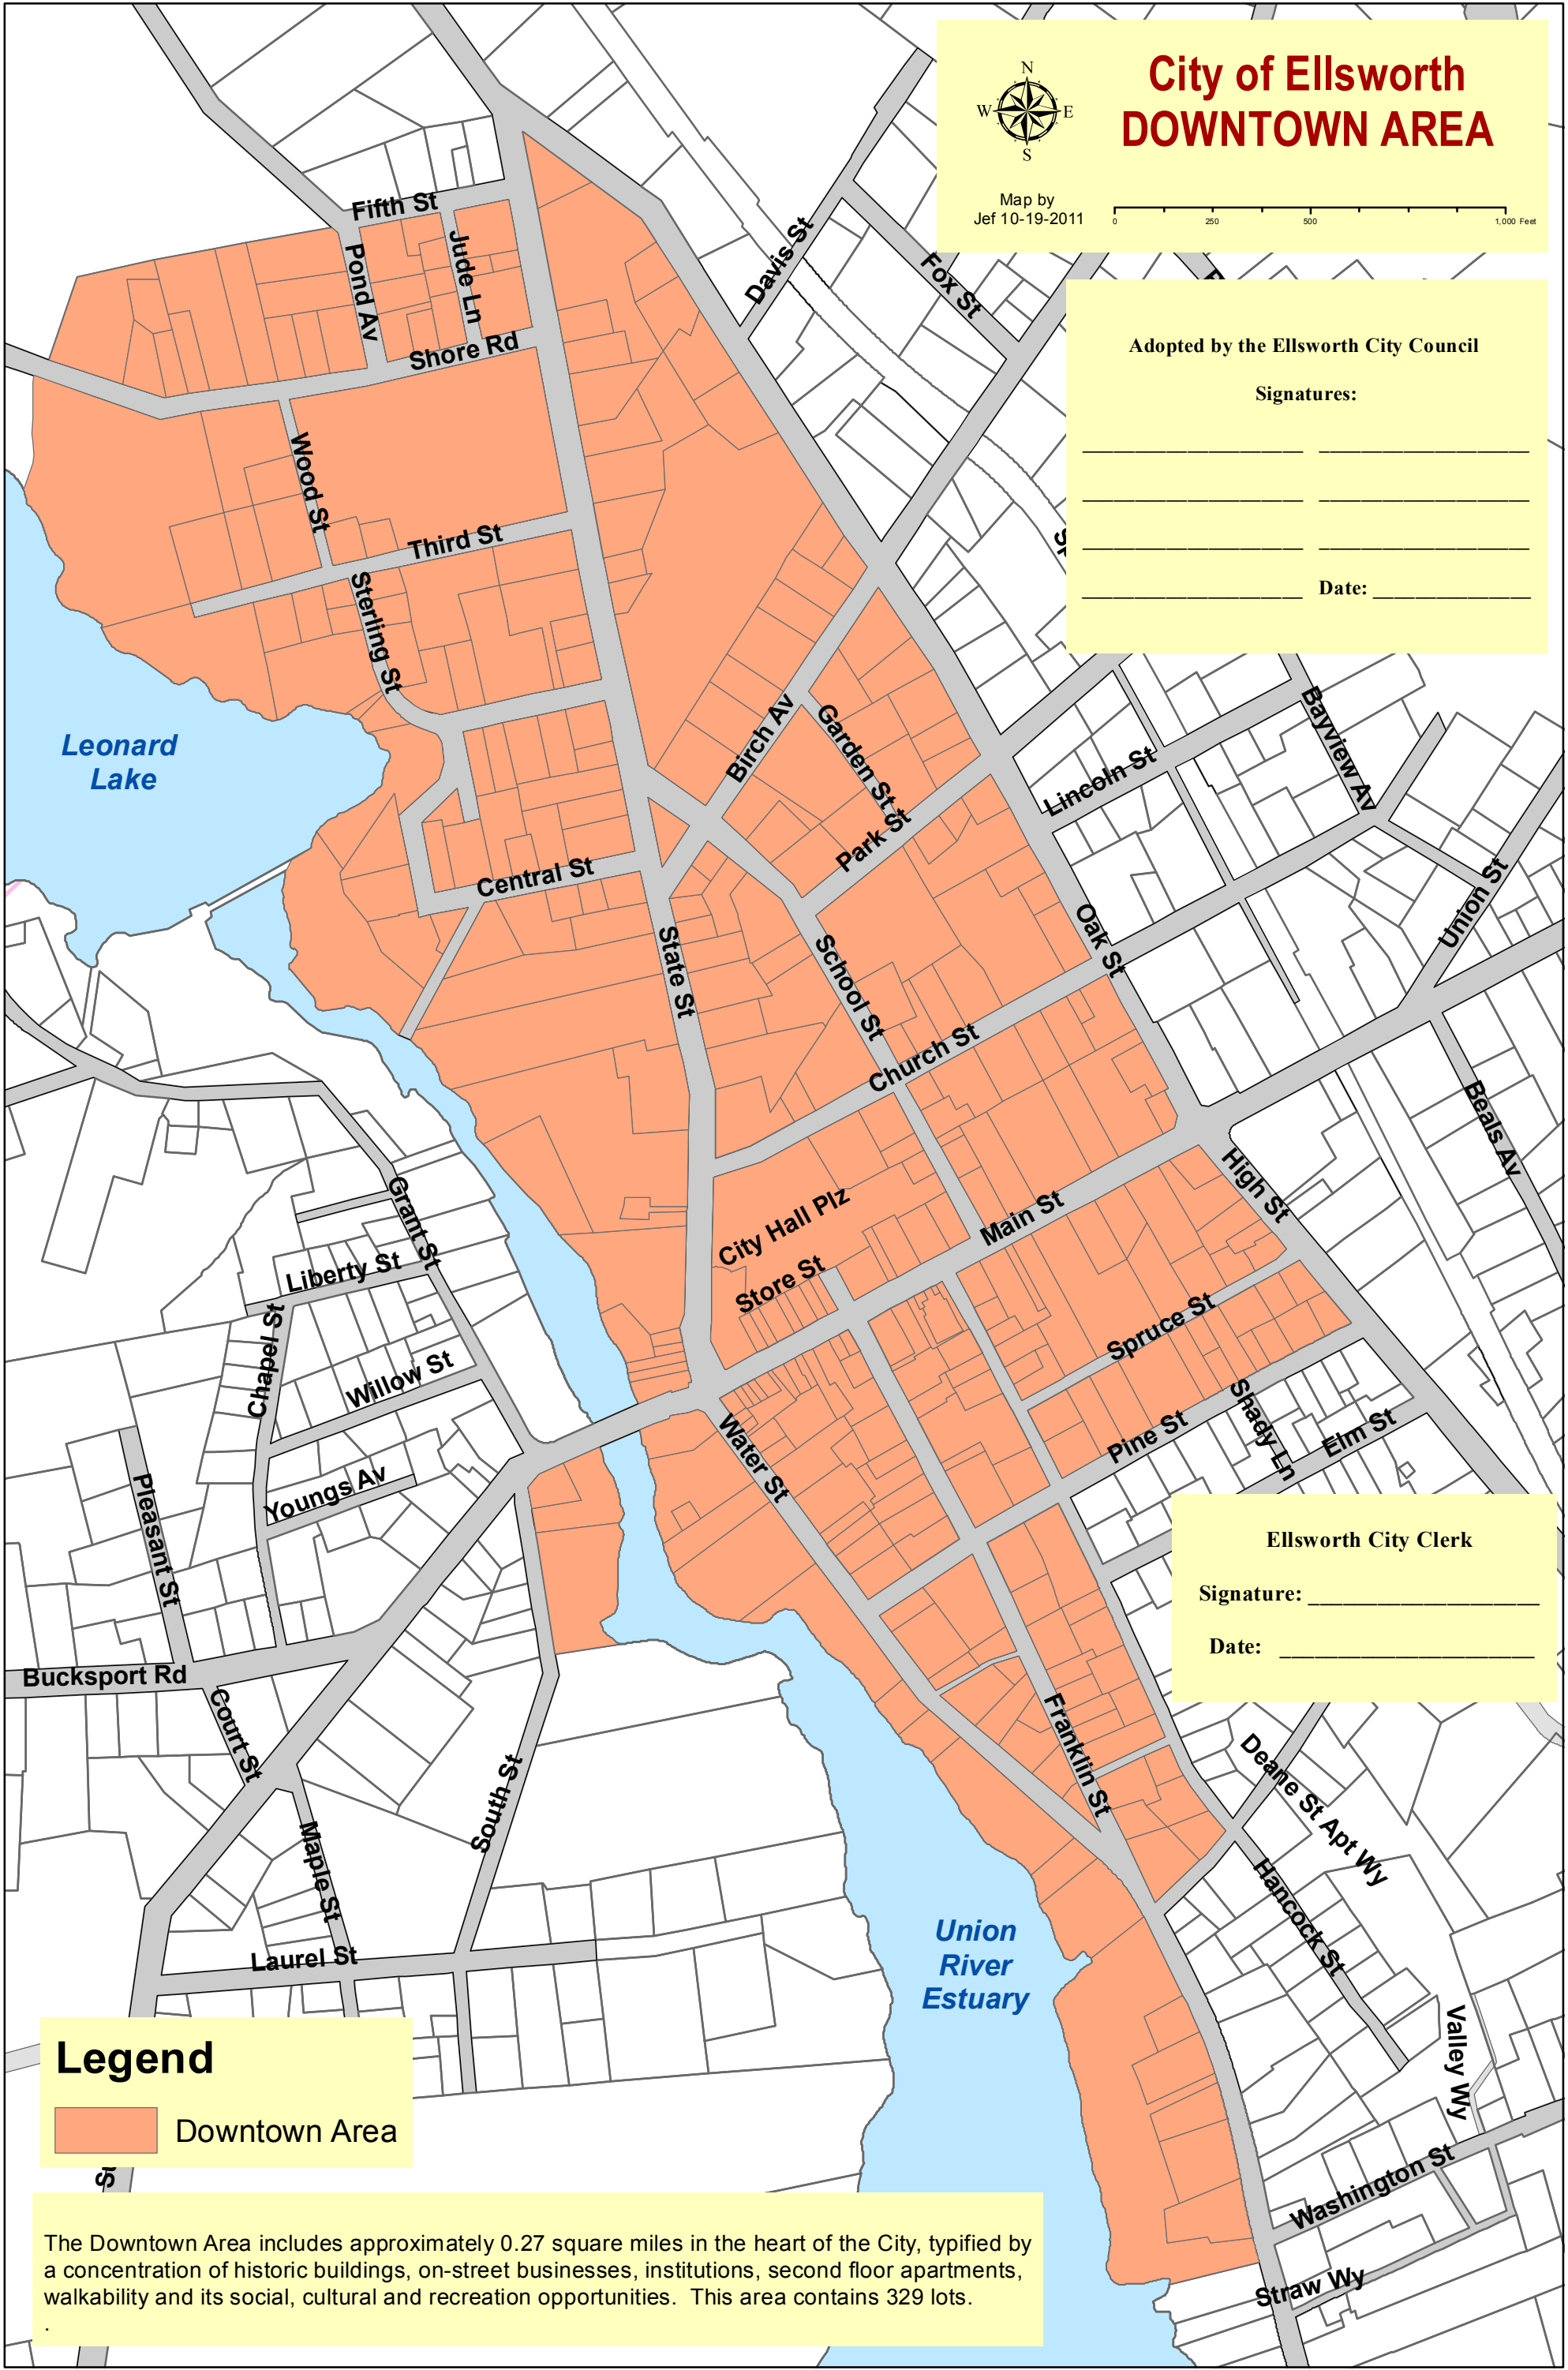 City of Ellsworth
DOWNTOWN AREA
N
W
E
S
Map by
Jef 10-19-2011
0
250
500
1,000 Feet
Adopted by the Ellsworth City Council
Signatures:
Date:
Fifth St
Jude Ln
Pond Av
Shore Rd
Davis St
Fox St
Wood St
Third St
Sterling St
Leonard
Lake
Birch Av
Garden St
Park St
Lincoln St
Bayview Av
Union St
Central St
State St
School St
Oak St
Church St
Beals Av
High St
City Hall Plz
Main St
Store St
Grant St
Liberty St
Chapel St
Willow St
Spruce St
Shady Ln
Pine St
Elm St
Water St
Youngs Av
Pleasant St
Ellsworth City Clerk
Signature:
Date:
Bucksport Rd
Court St
Franklin St
Deane St Apt Wy
South St
Maple St
Hancock St
Laurel St
Union
River
Estuary
Valley Wy
Washington St
Straw Wy
Legend
Downtown Area
The Downtown Area includes approximately 0.27 square miles in the heart of the City, typified by
a concentration of historic buildings, on-street businesses, institutions, second floor apartments,
walkability and its social, cultural and recreation opportunities.  This area contains 329 lots.
.